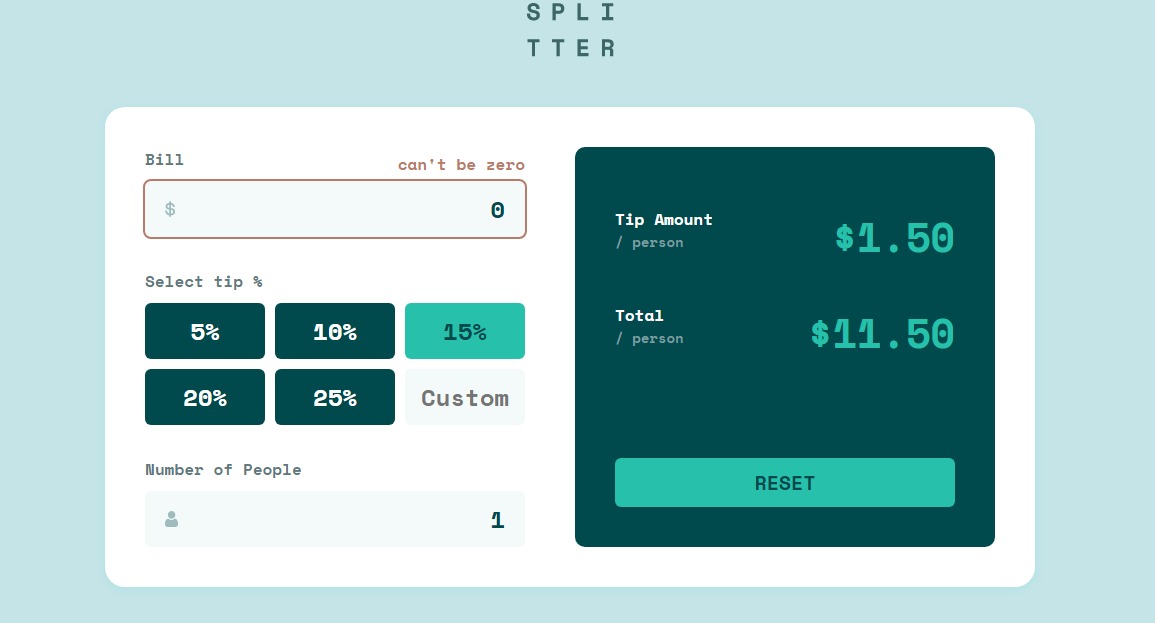 SPLI
TTER
Bill
can't be zero
$ 0
Select tip %
5% 10% 15%
20% 25% Custom
Number of People
1
Tip Amount
/ person
$1.50
Total
/ person
$11.50
RESET